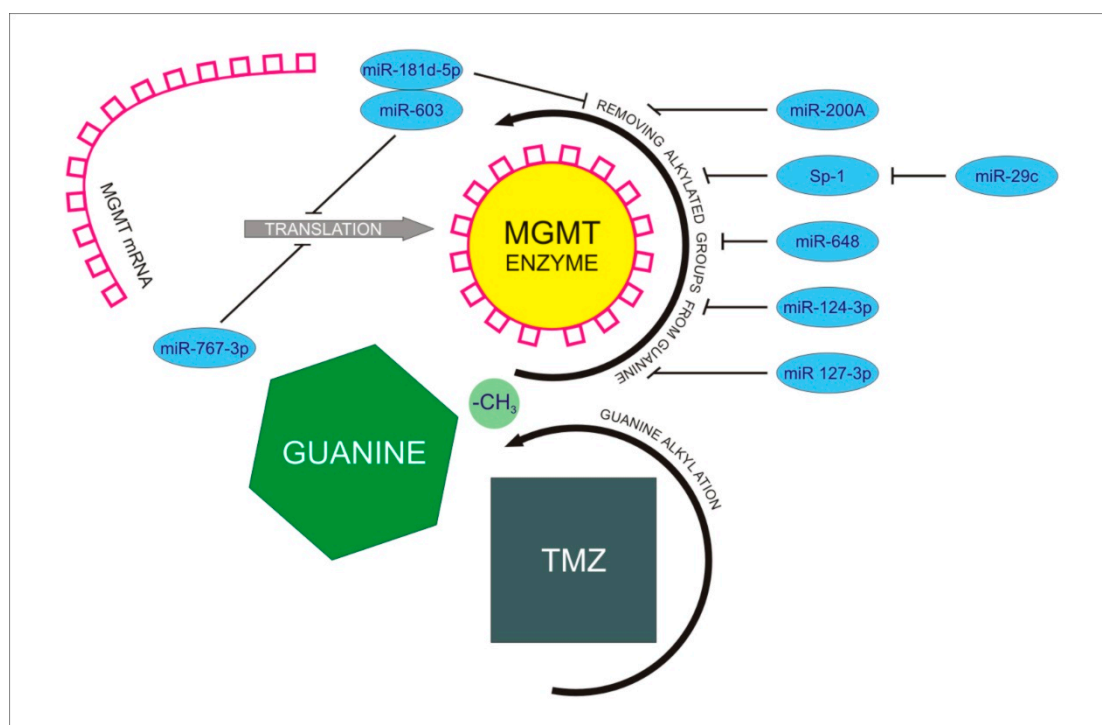 miR-181d-5p
miR-603
MGMT mRNA
TRANSLATION
miR-767-3p
MGMT
ENZYME
REMOVING ALKYLATED GROUPS FROM GUANINE
miR-200A
Sp-1
miR-29c
miR-648
miR-124-3p
miR 127-3p
GUANINE
-CH₃
GUANINE ALKYLATION
TMZ